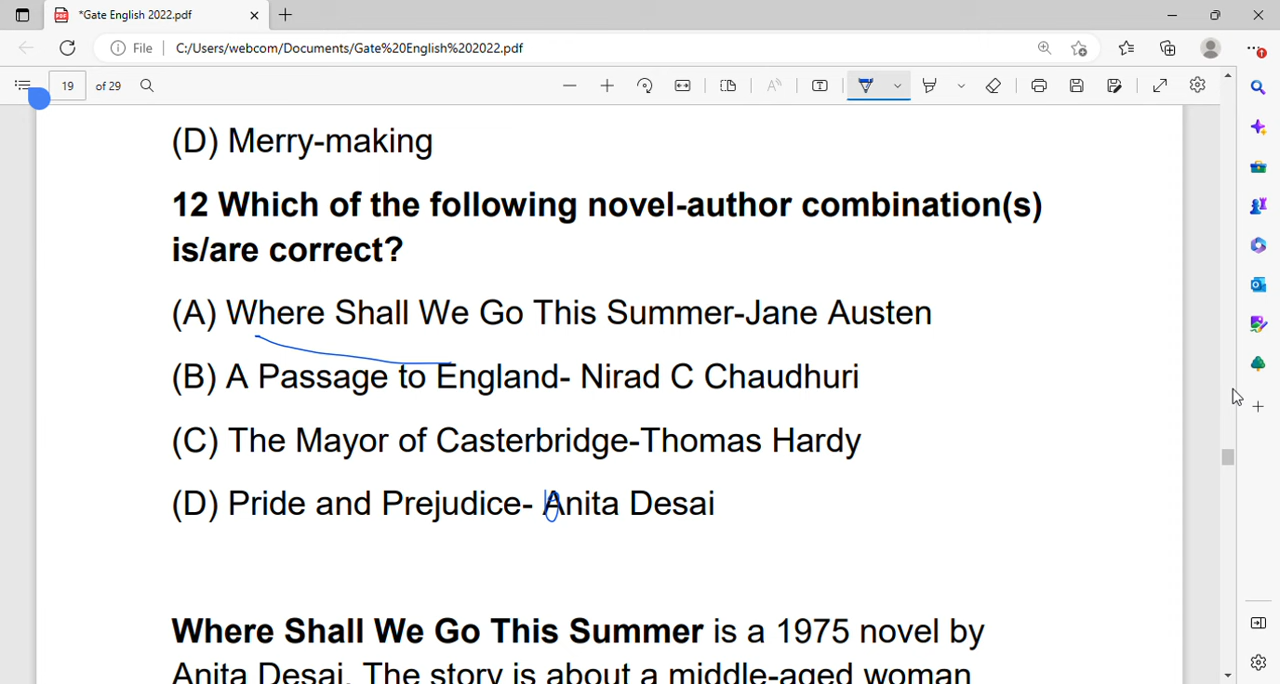 *Gate English 2022.pdf
File C:/Users/webcom/Documents/Gate%20English%202022.pdf
19 of 29
(D) Merry-making
12 Which of the following novel-author combination(s)
is/are correct?
(A) Where Shall We Go This Summer-Jane Austen
(B) A Passage to England- Nirad C Chaudhuri
(C) The Mayor of Casterbridge-Thomas Hardy
(D) Pride and Prejudice- Anita Desai
Where Shall We Go This Summer is a 1975 novel by
Anita Desai. The story is about a middle-aged woman